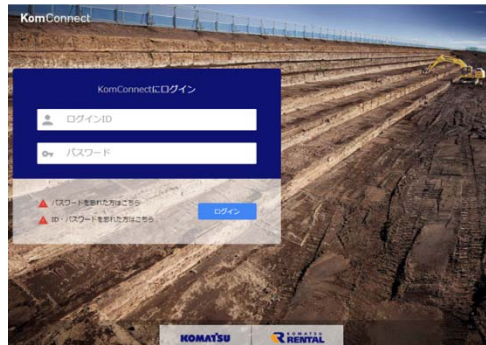 KomConnect
KomConnectにログイン
ログインID
パスワード
パスワードを忘れた方はこちら
ID・パスワードを忘れた方はこちら
ログイン
KOMATSU
KOMATSU
RENTAL